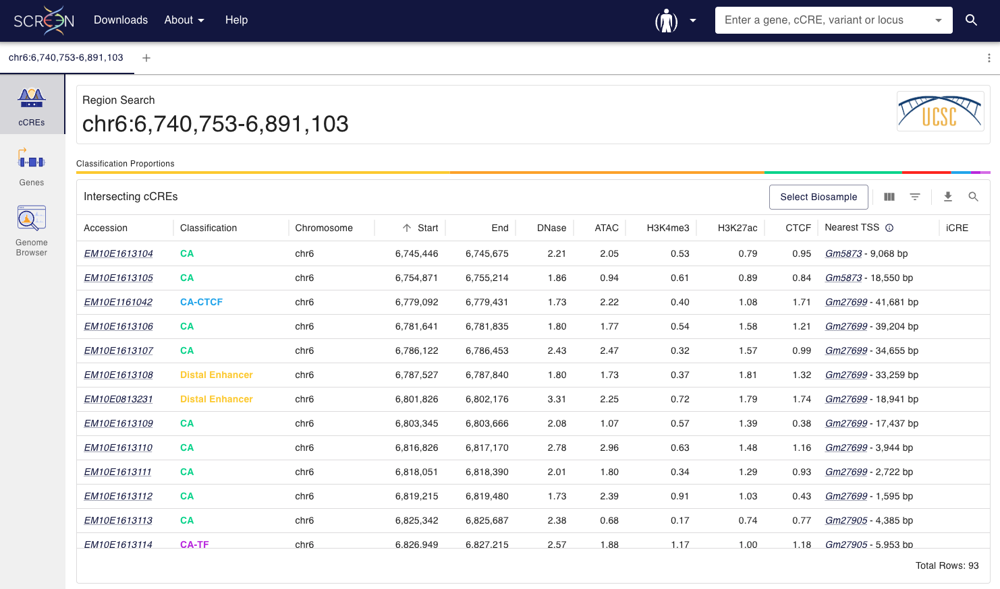 SCREEN Downloads About Help Enter a gene, cCRE, variant or locus
chr6:6,740,753-6,891,103
cCREs
Genes
Genome
Browser
Region Search
chr6:6,740,753-6,891,103
UCSC
Classification Proportions
Intersecting cCREs Select Biosample
Accession Classification Chromosome Start End DNase ATAC H3K4me3 H3K27ac CTCF Nearest TSS iCRE
EM10E1613104 CA chr6 6,745,446 6,745,675 2.21 2.05 0.53 0.79 0.95 Gm5873 - 9,068 bp
EM10E1613105 CA chr6 6,754,871 6,755,214 1.86 0.94 0.61 0.89 0.84 Gm5873 - 18,550 bp
EM10E1161042 CA-CTCF chr6 6,779,092 6,779,431 1.73 2.22 0.40 1.08 1.71 Gm27699 - 41,681 bp
EM10E1613106 CA chr6 6,781,641 6,781,835 1.80 1.77 0.54 1.58 1.21 Gm27699 - 39,204 bp
EM10E1613107 CA chr6 6,786,122 6,786,453 2.43 2.47 0.32 1.57 0.99 Gm27699 - 34,655 bp
EM10E1613108 Distal Enhancer chr6 6,787,527 6,787,840 1.80 1.73 0.37 1.81 1.32 Gm27699 - 33,259 bp
EM10E0813231 Distal Enhancer chr6 6,801,826 6,802,176 3.31 2.25 0.72 1.79 1.74 Gm27699 - 18,941 bp
EM10E1613109 CA chr6 6,803,345 6,803,666 2.08 1.07 0.57 1.39 0.38 Gm27699 - 17,437 bp
EM10E1613110 CA chr6 6,816,826 6,817,170 2.78 2.96 0.63 1.48 1.16 Gm27699 - 3,944 bp
EM10E1613111 CA chr6 6,818,051 6,818,390 2.01 1.80 0.34 1.29 0.93 Gm27699 - 2,722 bp
EM10E1613112 CA chr6 6,819,215 6,819,480 1.73 2.39 0.91 1.03 0.43 Gm27699 - 1,595 bp
EM10E1613113 CA chr6 6,825,342 6,825,687 2.38 0.68 0.17 0.74 0.77 Gm27905 - 4,385 bp
EM10E1613114 CA-TF chr6 6,826,949 6,827,215 2.57 1.88 1.17 1.00 1.18 Gm27905 - 5,953 bp
Total Rows: 93